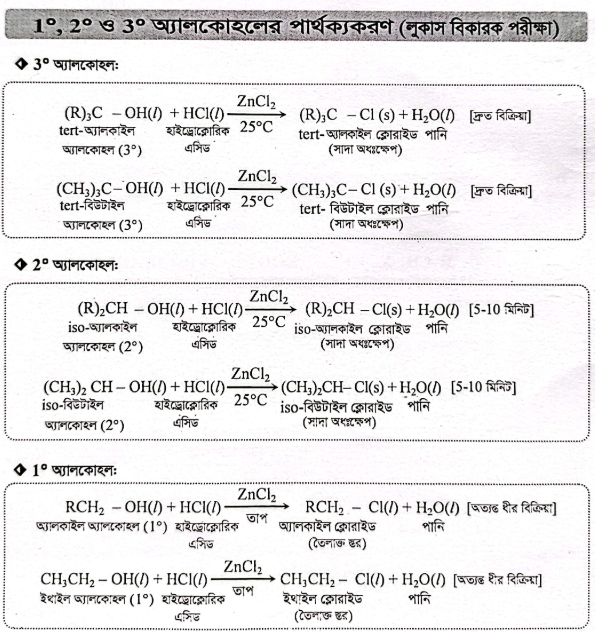 1°, 2° ও 3° অ্যালকোহলের পার্থক্যকরণ (লুকাস বিকারক পরীক্ষা)
❖ 3° অ্যালকোহলঃ
(R)₃C – OH(l) + HCl(l) ZnCl₂ 25°C → (R)₃C – Cl (s) + H₂O(l) [দ্রুত বিক্রিয়া]
tert-অ্যালকাইল হাইড্রোক্লোরিক tert- অ্যালকাইল ক্লোরাইড পানি
অ্যালকোহল (3°) এসিড (সাদা অধঃক্ষেপ)
(CH₃)₃C– OH(l) + HCl(l) ZnCl₂ 25°C → (CH₃)₃C– Cl (s) + H₂O(l) [দ্রুত বিক্রিয়া]
tert-বিউটাইল হাইড্রোক্লোরিক tert- বিউটাইল ক্লোরাইড পানি
অ্যালকোহল (3°) এসিড (সাদা অধঃক্ষেপ)
❖ 2° অ্যালকোহলঃ
(R)₂CH – OH(l) + HCl(l) ZnCl₂ 25°C → (R)₂CH – Cl(s) + H₂O(l) [5-10 মিনিট]
iso-অ্যালকাইল হাইড্রোক্লোরিক iso-অ্যালকাইল ক্লোরাইড পানি
অ্যালকোহল (2°) এসিড (সাদা অধঃক্ষেপ)
(CH₃)₂ CH – OH(l) + HCl(l) ZnCl₂ 25°C → (CH₃)₂CH– Cl(s) + H₂O(l) [5-10 মিনিট]
iso-বিউটাইল হাইড্রোক্লোরিক iso-বিউটাইল ক্লোরাইড পানি
অ্যালকোহল (2°) এসিড (সাদা অধঃক্ষেপ)
❖ 1° অ্যালকোহলঃ
RCH₂ – OH(l) + HCl(l) ZnCl₂ তাপ → RCH₂ – Cl(l) + H₂O(l) [অত্যন্ত ধীর বিক্রিয়া]
অ্যালকাইল অ্যালকোহল (1°) হাইড্রোক্লোরিক অ্যালকাইল ক্লোরাইড পানি
এসিড (তৈলাক্ত স্তর)
CH₃CH₂ – OH(l) + HCl(l) ZnCl₂ তাপ → CH₃CH₂ – Cl(l) + H₂O(l) [অত্যন্ত ধীর বিক্রিয়া]
ইথাইল অ্যালকোহল (1°) হাইড্রোক্লোরিক ইথাইল ক্লোরাইড পানি
এসিড (তৈলাক্ত স্তর)